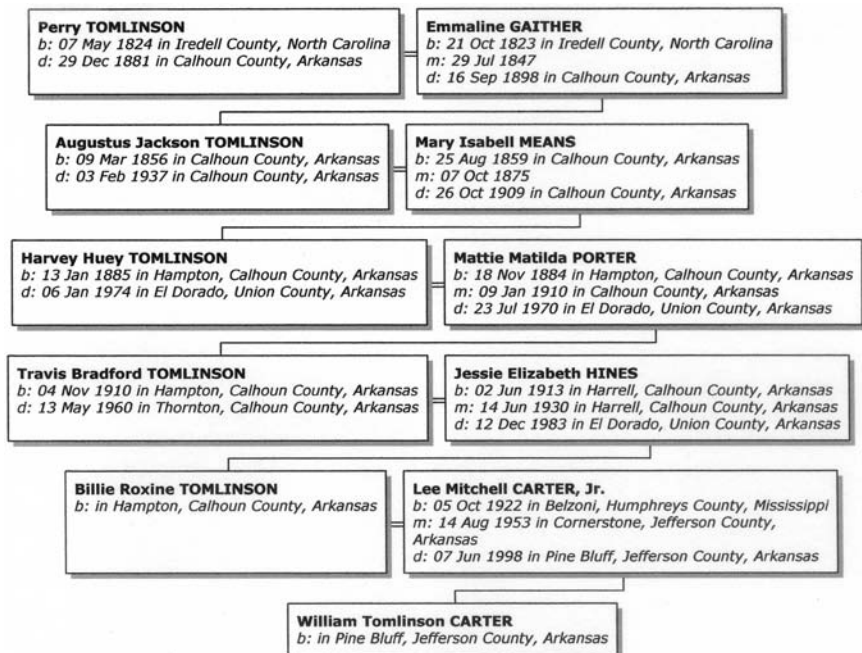 Perry TOMLINSON
b: 07 May 1824 in Iredell County, North Carolina
d: 29 Dec 1881 in Calhoun County, Arkansas
Emmaline GAITHER
b: 21 Oct 1823 in Iredell County, North Carolina
m: 29 Jul 1847
d: 16 Sep 1898 in Calhoun County, Arkansas
Augustus Jackson TOMLINSON
b: 09 Mar 1856 in Calhoun County, Arkansas
d: 03 Feb 1937 in Calhoun County, Arkansas
Mary Isabell MEANS
b: 25 Aug 1859 in Calhoun County, Arkansas
m: 07 Oct 1875
d: 26 Oct 1909 in Calhoun County, Arkansas
Harvey Huey TOMLINSON
b: 13 Jan 1885 in Hampton, Calhoun County, Arkansas
d: 06 Jan 1974 in El Dorado, Union County, Arkansas
Mattie Matilda PORTER
b: 18 Nov 1884 in Hampton, Calhoun County, Arkansas
m: 09 Jan 1910 in Calhoun County, Arkansas
d: 23 Jul 1970 in El Dorado, Union County, Arkansas
Travis Bradford TOMLINSON
b: 04 Nov 1910 in Hampton, Calhoun County, Arkansas
d: 13 May 1960 in Thornton, Calhoun County, Arkansas
Jessie Elizabeth HINES
b: 02 Jun 1913 in Harrell, Calhoun County, Arkansas
m: 14 Jun 1930 in Harrell, Calhoun County, Arkansas
d: 12 Dec 1983 in El Dorado, Union County, Arkansas
Billie Roxine TOMLINSON
b: in Hampton, Calhoun County, Arkansas
Lee Mitchell CARTER, Jr.
b: 05 Oct 1922 in Belzoni, Humphreys County, Mississippi
m: 14 Aug 1953 in Cornerstone, Jefferson County,
Arkansas
d: 07 Jun 1998 in Pine Bluff, Jefferson County, Arkansas
William Tomlinson CARTER
b: in Pine Bluff, Jefferson County, Arkansas